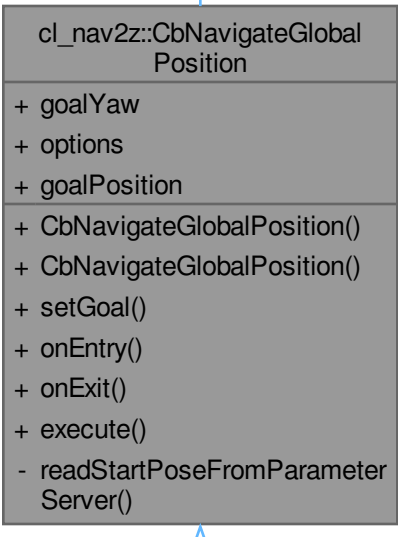 cl_nav2z::CbNavigateGlobal
Position
+ goalYaw
+ options
+ goalPosition
+ CbNavigateGlobalPosition()
+ CbNavigateGlobalPosition()
+ setGoal()
+ onEntry()
+ onExit()
+ execute()
- readStartPoseFromParameter
Server()